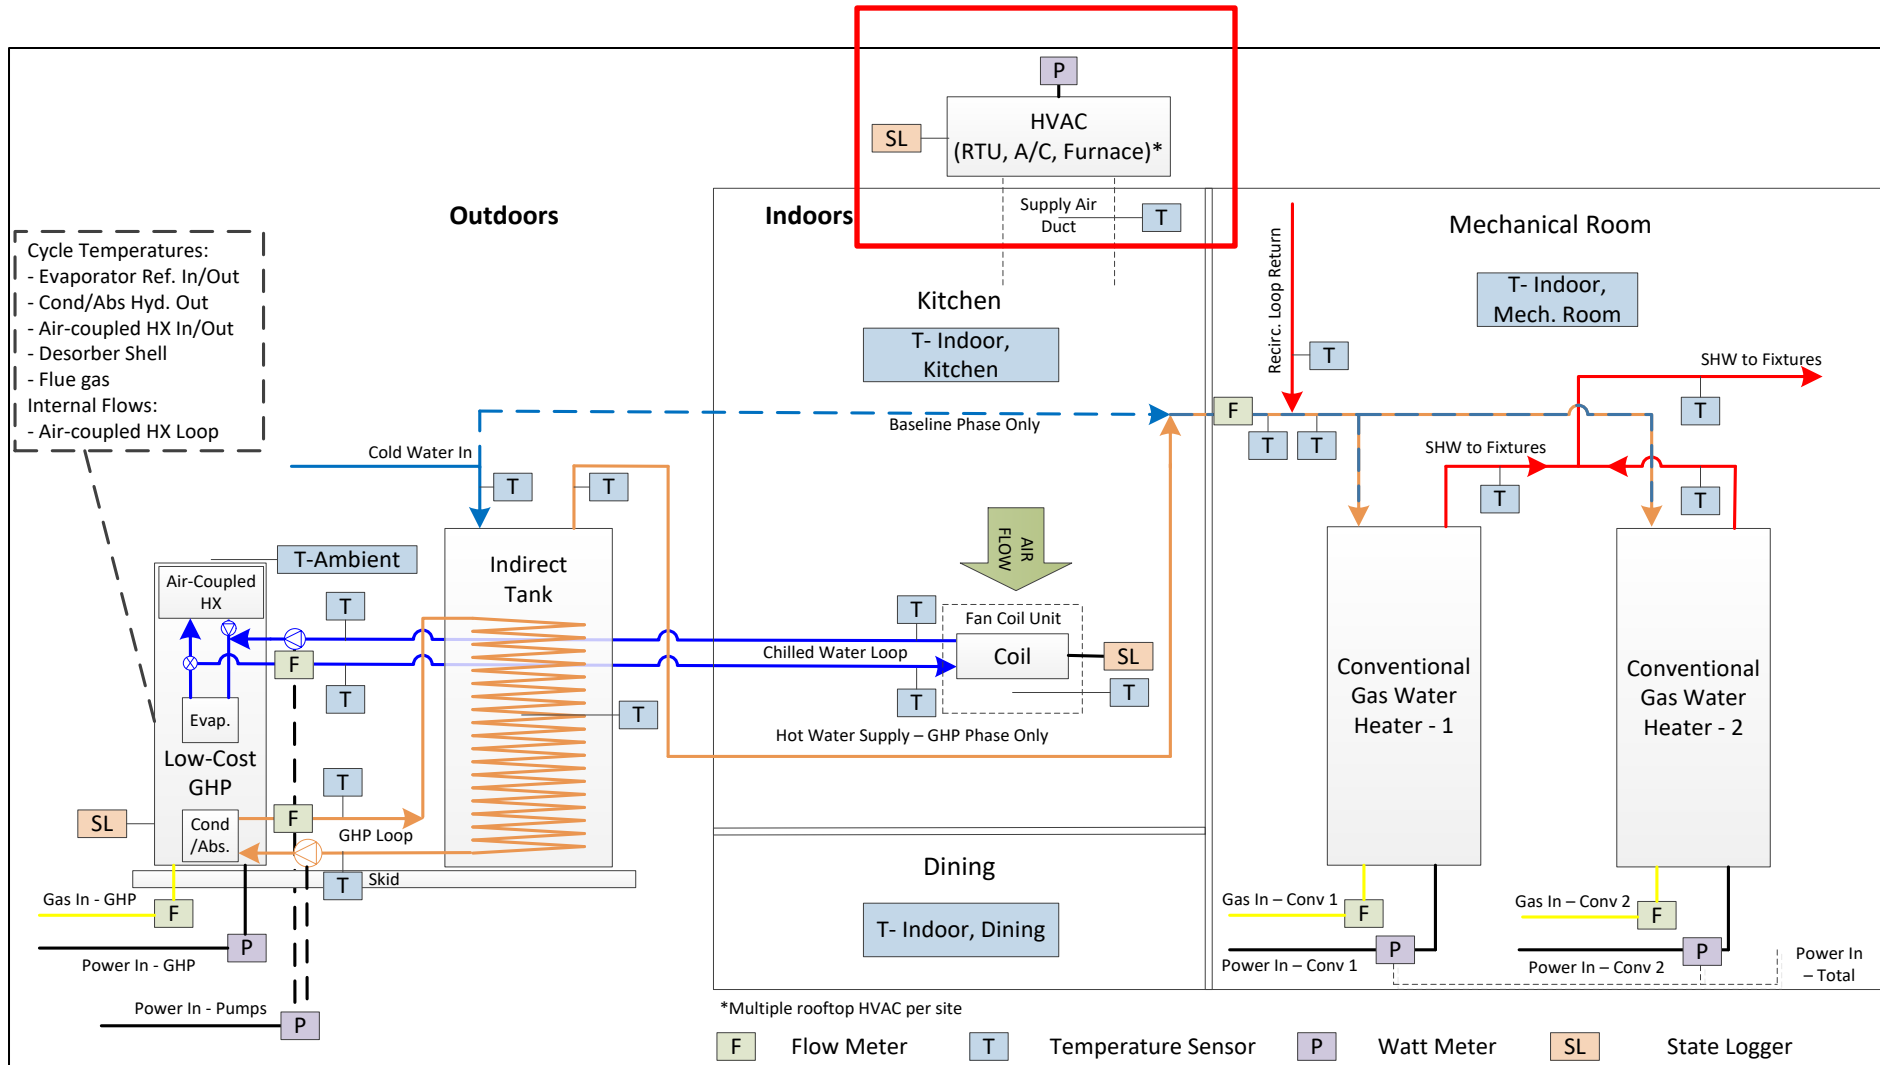 P
HVAC
(RTU, A/C, Furnace)*
SL
Supply Air
Duct
T
Outdoors
Indoors
Mechanical Room
Cycle Temperatures:
- Evaporator Ref. In/Out
- Cond/Abs Hyd. Out
- Air-coupled HX In/Out
- Desorber Shell
- Flue gas
Internal Flows:
- Air-coupled HX Loop
Kitchen
T- Indoor,
Kitchen
T- Indoor,
Mech. Room
Recirc. Loop Return
T
SHW to Fixtures
T
F
T
T
Baseline Phase Only
Cold Water In
T
T
SHW to Fixtures
T
T
AIR
FLOW
T-Ambient
Indirect
Tank
Air-Coupled
HX
T
T
Fan Coil Unit
Coil
SL
F
Chilled Water Loop
T
T
T
T
Evap.
Low-Cost
GHP
Hot Water Supply – GHP Phase Only
Conventional
Gas Water
Heater - 1
Conventional
Gas Water
Heater - 2
T
SL
Cond
/Abs.
F
GHP Loop
T
Skid
Dining
T- Indoor, Dining
Gas In - GHP
F
Power In - GHP
P
Power In - Pumps
P
Gas In – Conv 1
F
Power In – Conv 1
P
Gas In – Conv 2
F
Power In – Conv 2
P
Power In
– Total
*Multiple rooftop HVAC per site
F Flow Meter T Temperature Sensor P Watt Meter SL State Logger